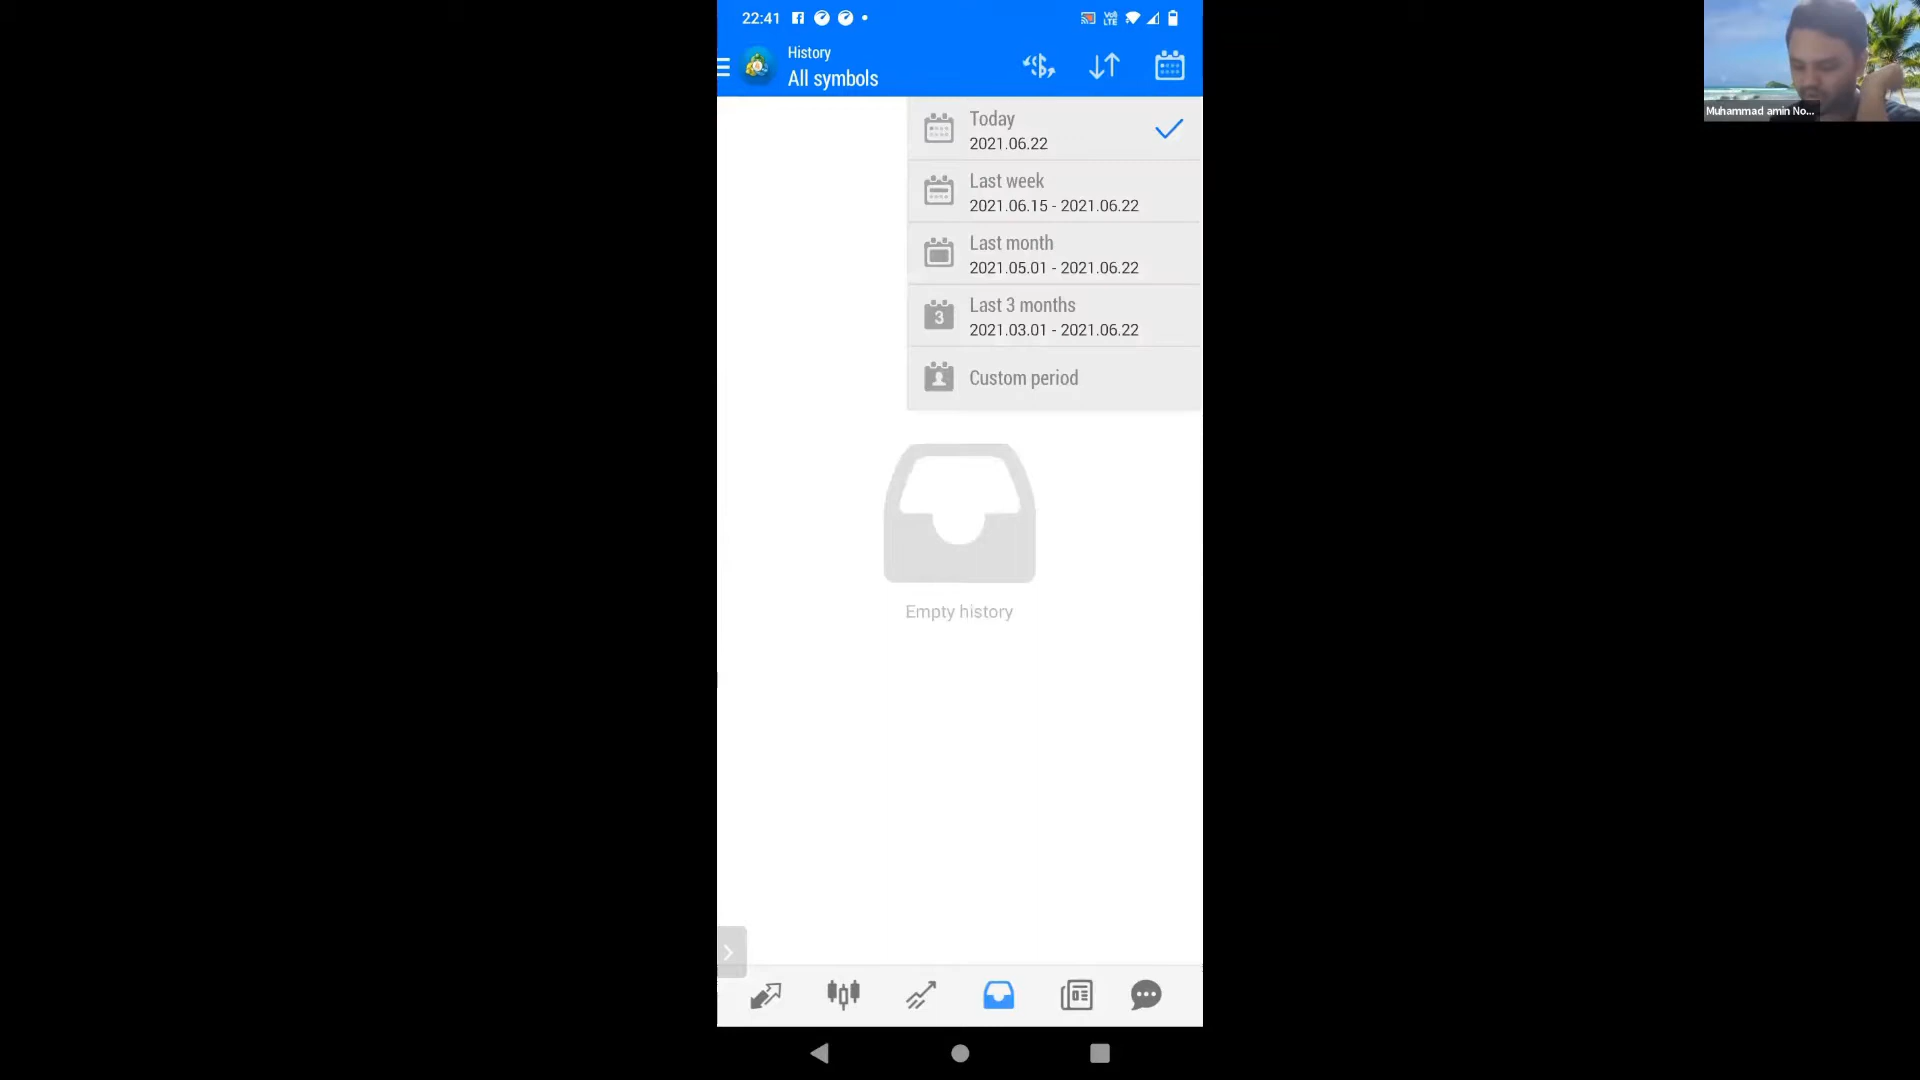 22:41
History
All symbols
Today
2021.06.22
Last week
2021.06.15 - 2021.06.22
Last month
2021.05.01 - 2021.06.22
3
Last 3 months
2021.03.01 - 2021.06.22
Custom period
Empty history
Muhammad amin No...